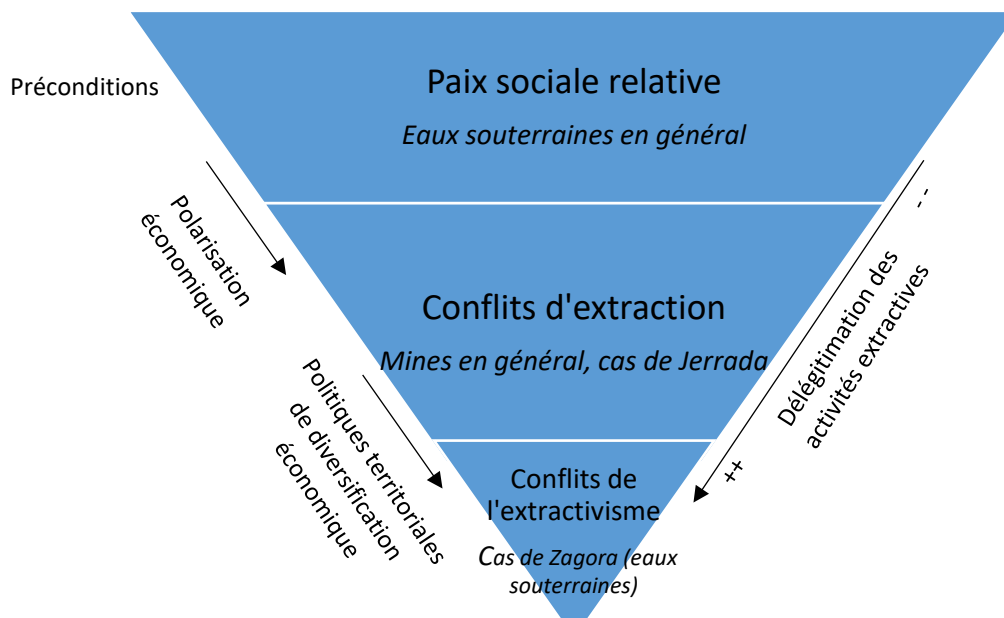 Préconditions
Paix sociale relative
Eaux souterraines en général
Polarisation
économique
Conflits d'extraction
Mines en général, cas de Jerrada
Politiques territoriales
de diversification
économique
Conflits de
l'extractivisme
Cas de Zagora (eaux
souterraines)
- -
Délégitimation des
activités extractives
++